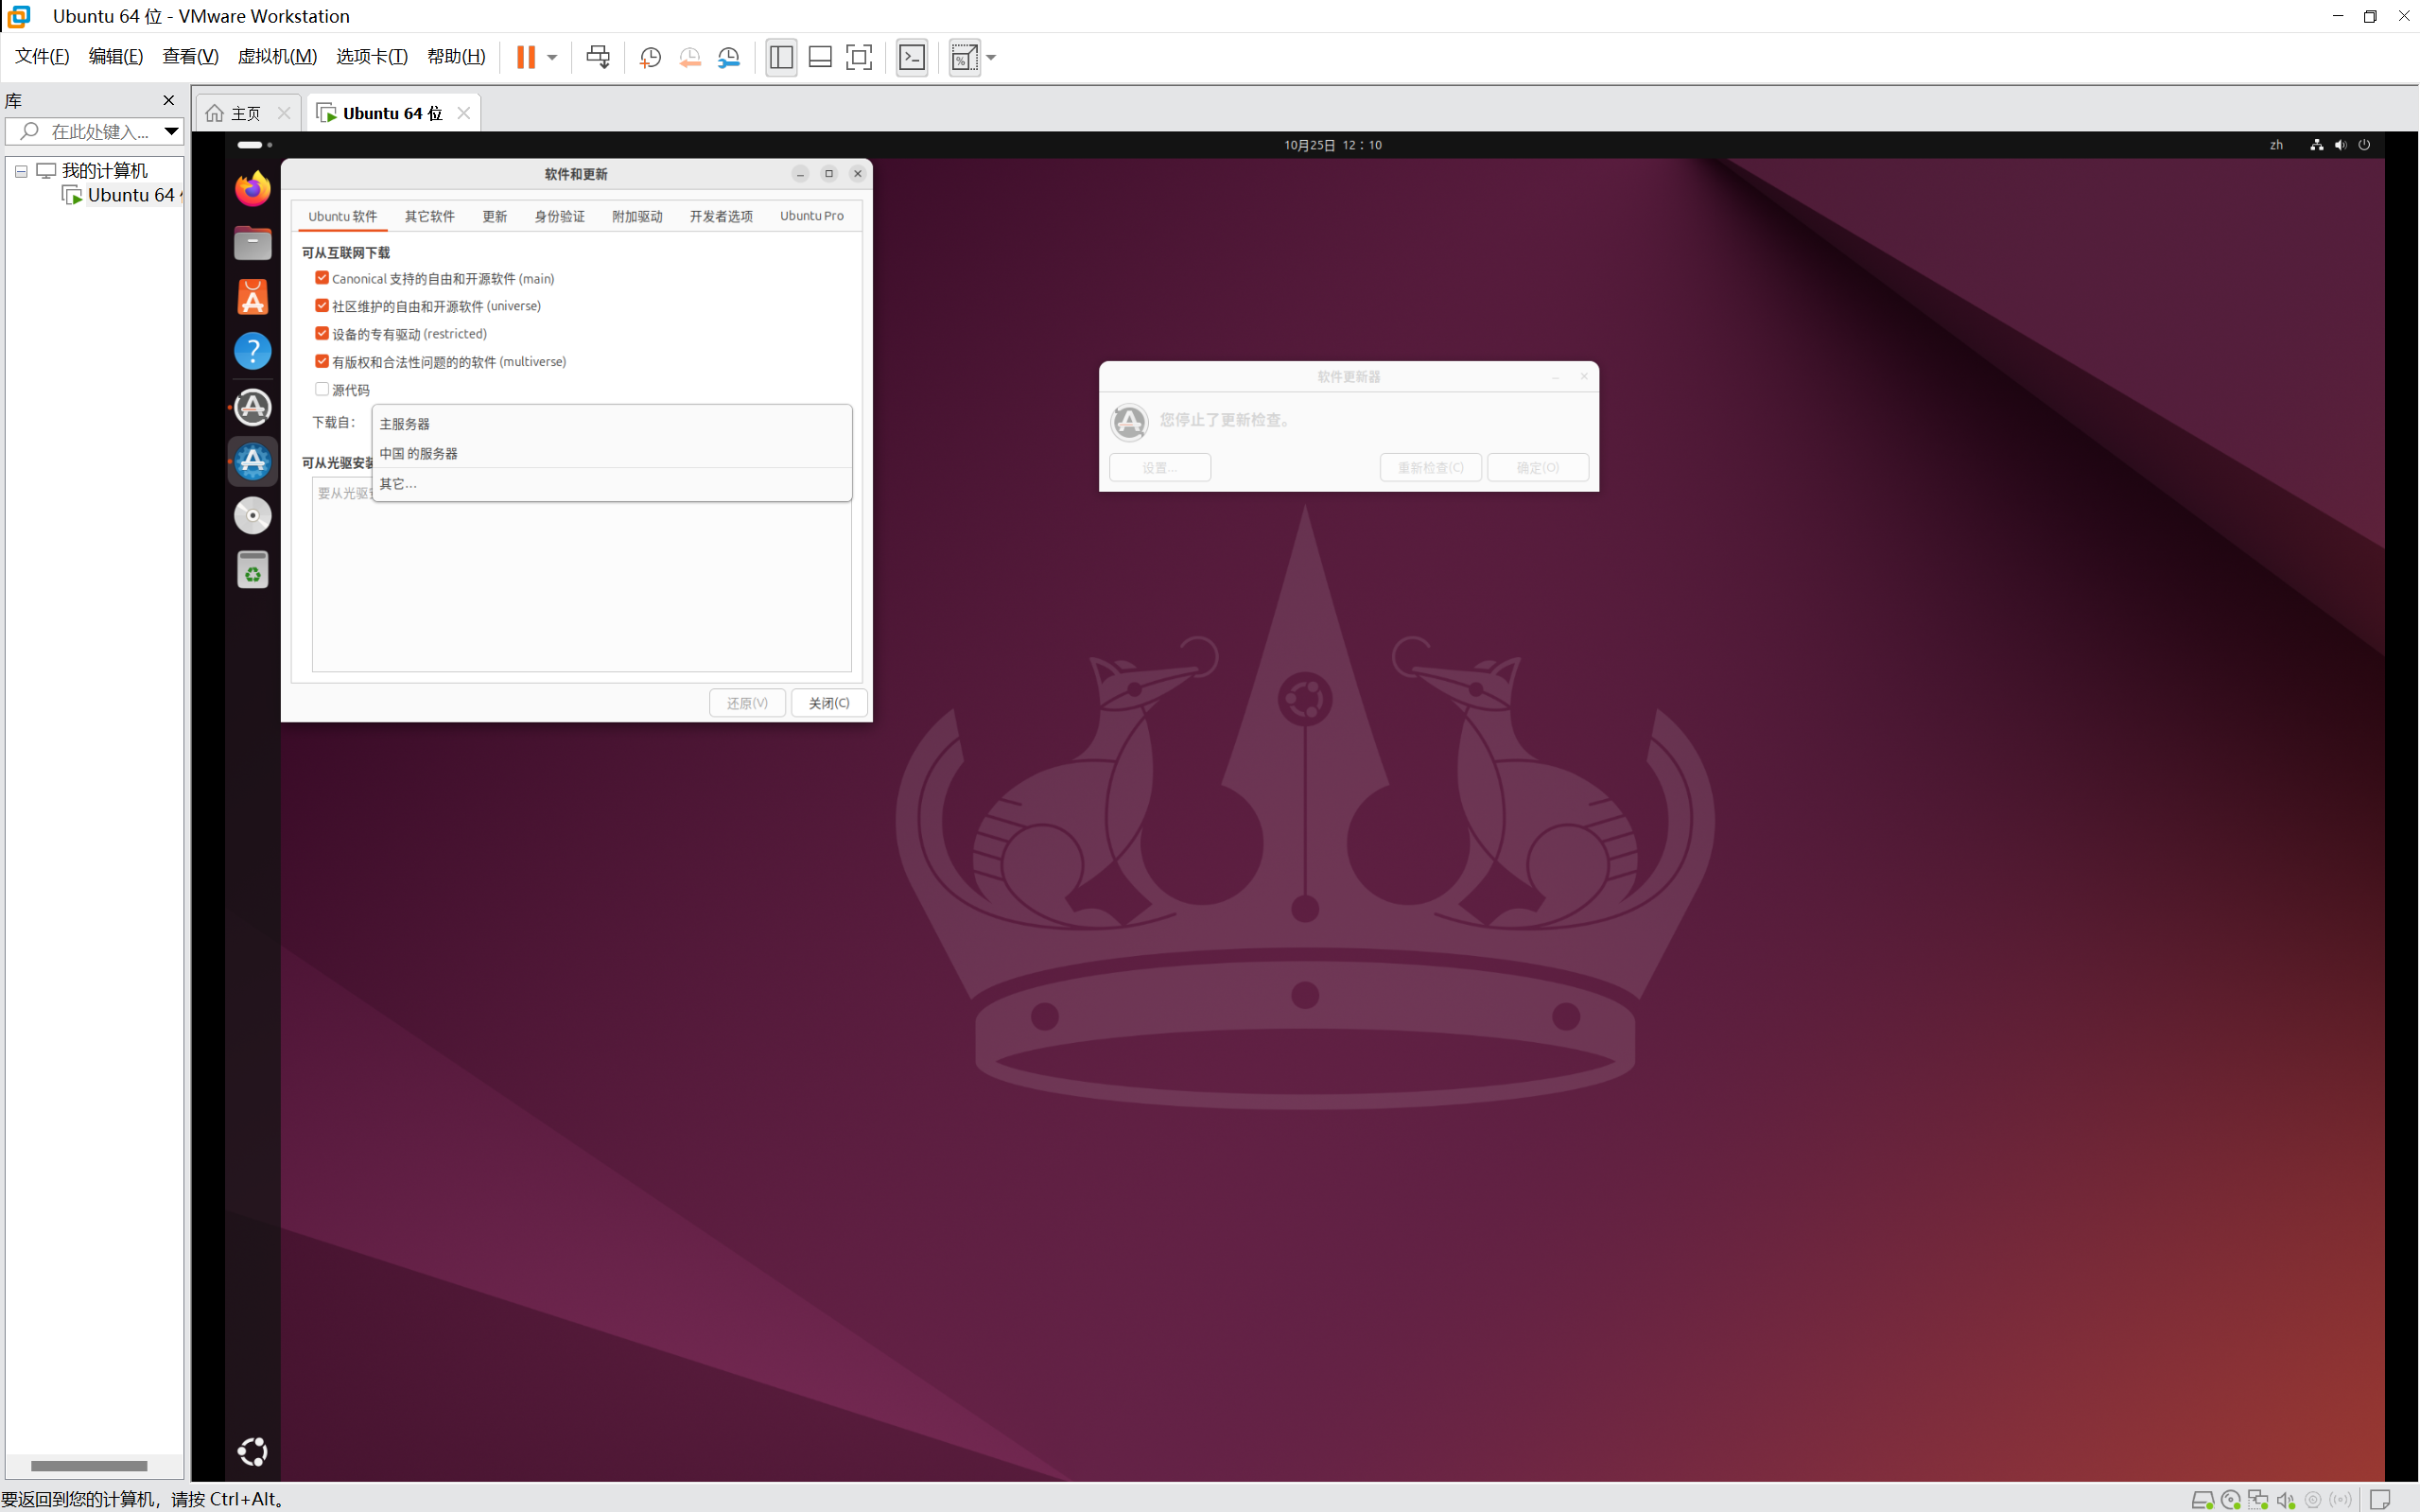 Ubuntu 64 位 - VMware Workstation
文件(F) 编辑(E) 查看(V) 虚拟机(M) 选项卡(T) 帮助(H)
库
主页
Ubuntu 64 位
在此处键入...
我的计算机
Ubuntu 64
10月25日 12：10
zh
软件和更新
Ubuntu 软件 其它软件 更新 身份验证 附加驱动 开发者选项 Ubuntu Pro
可从互联网下载
Canonical 支持的自由和开源软件 (main)
社区维护的自由和开源软件 (universe)
设备的专有驱动 (restricted)
有版权和合法性问题的的软件 (multiverse)
源代码
下载自：
主服务器
中国 的服务器
其它…
可从光驱安装
要从光驱
还原(V) 关闭(C)
软件更新器
您停止了更新检查。
设置... 重新检查(C) 确定(O)
要返回到您的计算机，请按 Ctrl+Alt。